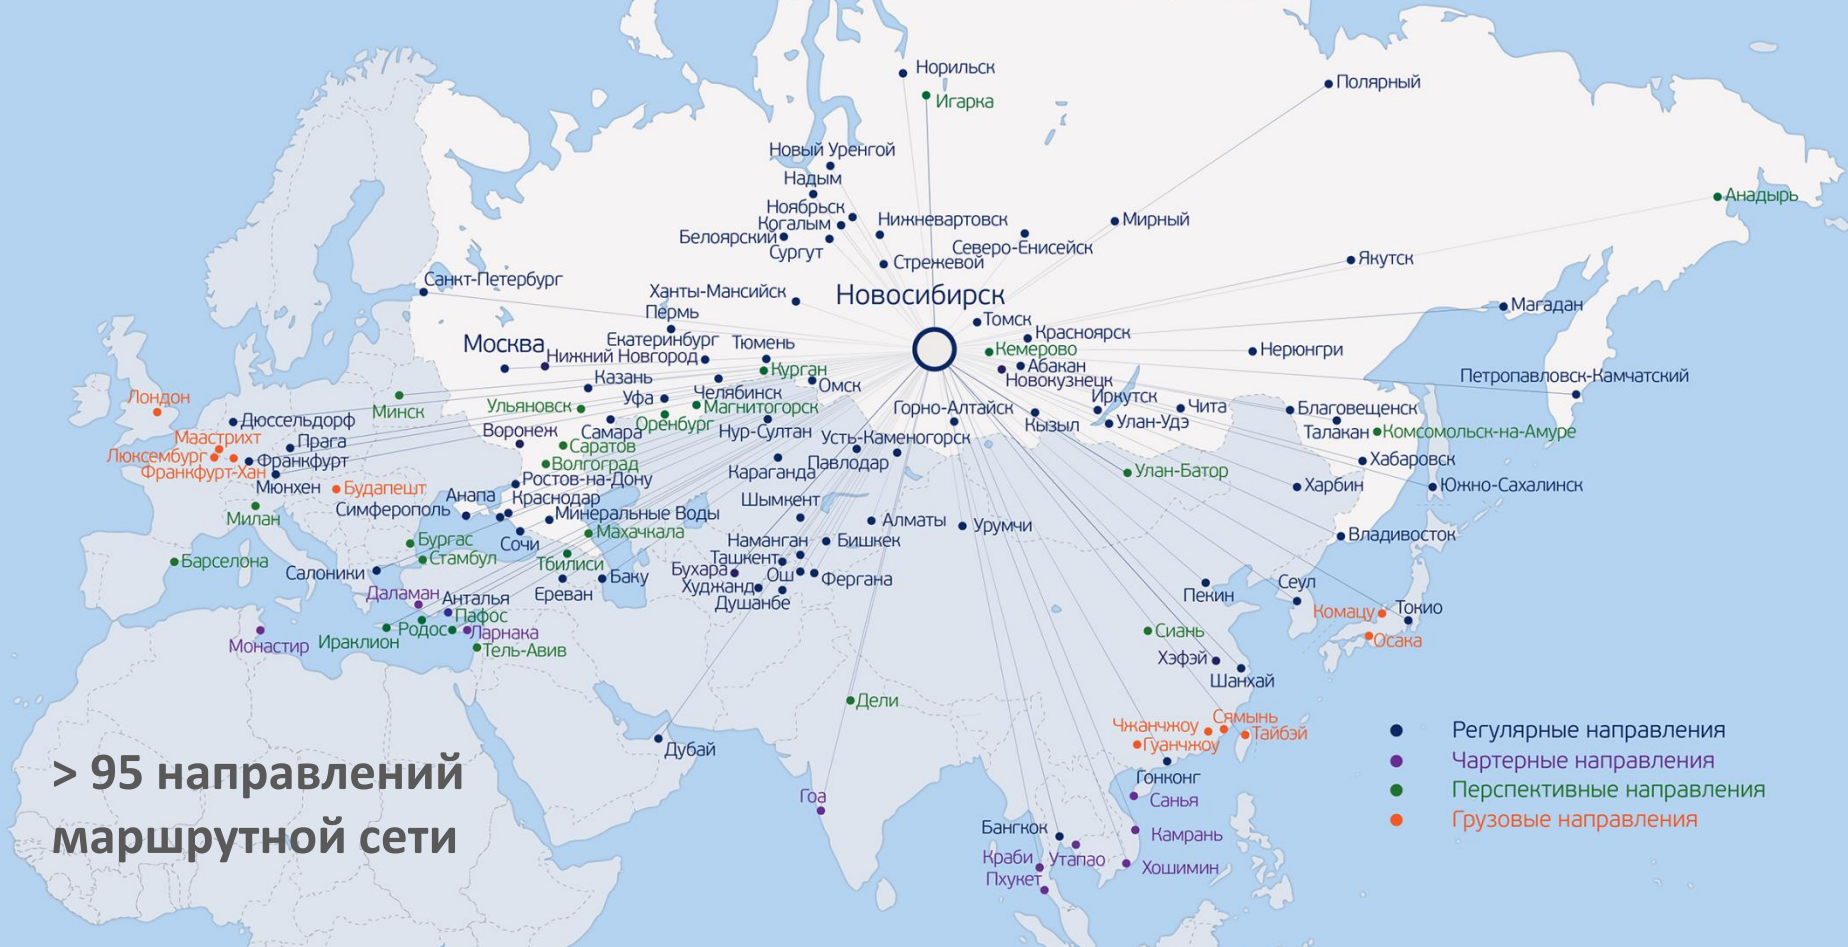 Норильск
Полярный
Игарка
Новый Уренгой
Надым
Анадырь
Ноябрьск
Когалым
Нижневартовск
Мирный
Белоярский
Сургут
Северо-Енисейск
Стрежевой
Якутск
Санкт-Петербург
Ханты-Мансийск
Новосибирск
Магадан
Пермь
Томск
Красноярск
Екатеринбург
Тюмень
Москва
Нижний Новгород
Кемерово
Нерюнгри
Курган
Абакан
Казань
Омск
Новокузнецк
Петропавловск-Камчатский
Челябинск
Лондон
Уфа
Иркутск
Минск
Ульяновск
Магнитогорск
Горно-Алтайск
Чита
Благовещенск
Дюссельдорф
Оренбург
Кызыл
Улан-Удэ
Воронеж
Самара
Нур-Султан
Усть-Каменогорск
Талакан
Комсомольск-на-Амуре
Маастрихт
Прага
Саратов
Люксембург
Франкфурт
Волгоград
Павлодар
Хабаровск
Франкфурт-Хан
Караганда
Улан-Батор
Мюнхен
Будапешт
Ростов-на-Дону
Харбин
Южно-Сахалинск
Анапа
Краснодар
Шымкент
Симферополь
Минеральные Воды
Милан
Алматы
Урумчи
Махачкала
Владивосток
Бургас
Сочи
Наманган
Бишкек
Барселона
Стамбул
Тбилиси
Ташкент
Салоники
Бухара
Ош
Баку
Фергана
Сеул
Худжанд
Даламан
Анталья
Ереван
Душанбе
Пекин
Пафос
Комацу
Токио
Родос
Ларнака
Сиань
Монастир
Ираклион
Осака
Тель-Авив
Хэфэй
Шанхай
Дели
Сямынь
Чжанчжоу
Тайбэй
Гуанчжоу
Дубай
Гонконг
Гоа
Санья
Бангкок
Камрань
Краби
Утапао
Хошимин
Пхукет
> 95 направлений
маршрутной сети
Регулярные направления
Чартерные направления
Перспективные направления
Грузовые направления